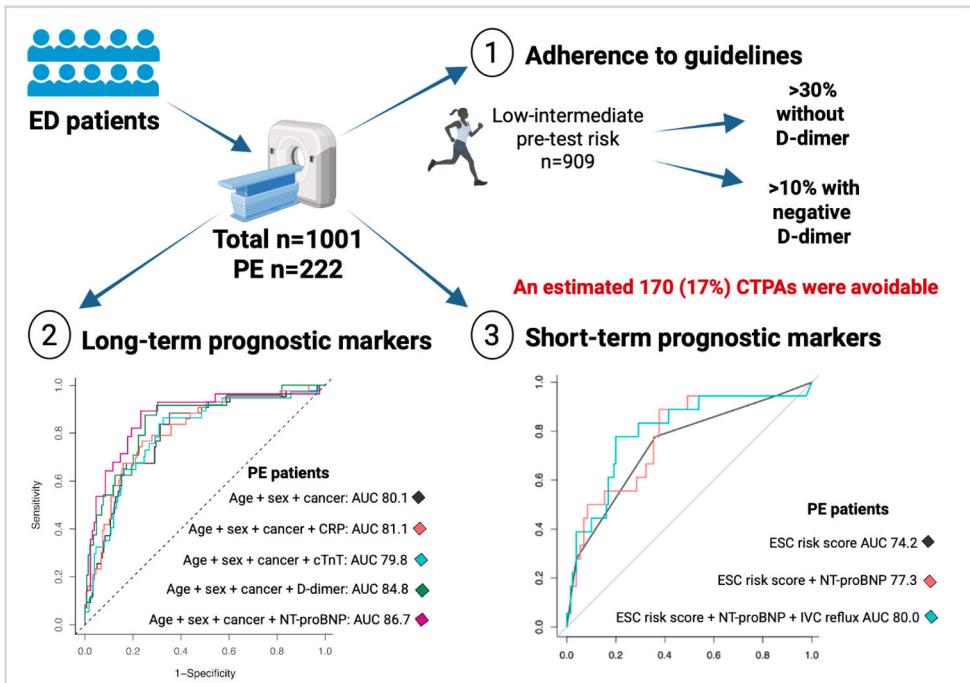 ED patients
Total n=1001
PE n=222
1
Adherence to guidelines
Low-intermediate
pre-test risk
n=909
>30%
without
D-dimer
>10% with
negative
D-dimer
An estimated 170 (17%) CTPAs were avoidable
2
Long-term prognostic markers
1.0
0.8
0.6
0.4
0.2
0.0
Sensitivity
PE patients
Age + sex + cancer: AUC 80.1
Age + sex + cancer + CRP: AUC 81.1
Age + sex + cancer + cTnT: AUC 79.8
Age + sex + cancer + D-dimer: AUC 84.8
Age + sex + cancer + NT-proBNP: AUC 86.7
0.0 0.2 0.4 0.6 0.8 1.0
1-Specificity
3
Short-term prognostic markers
1.0
0.8
0.6
0.4
0.2
0.0
PE patients
ESC risk score AUC 74.2
ESC risk score + NT-proBNP 77.3
ESC risk score + NT-proBNP + IVC reflux AUC 80.0
0.0 0.2 0.4 0.6 0.8 1.0